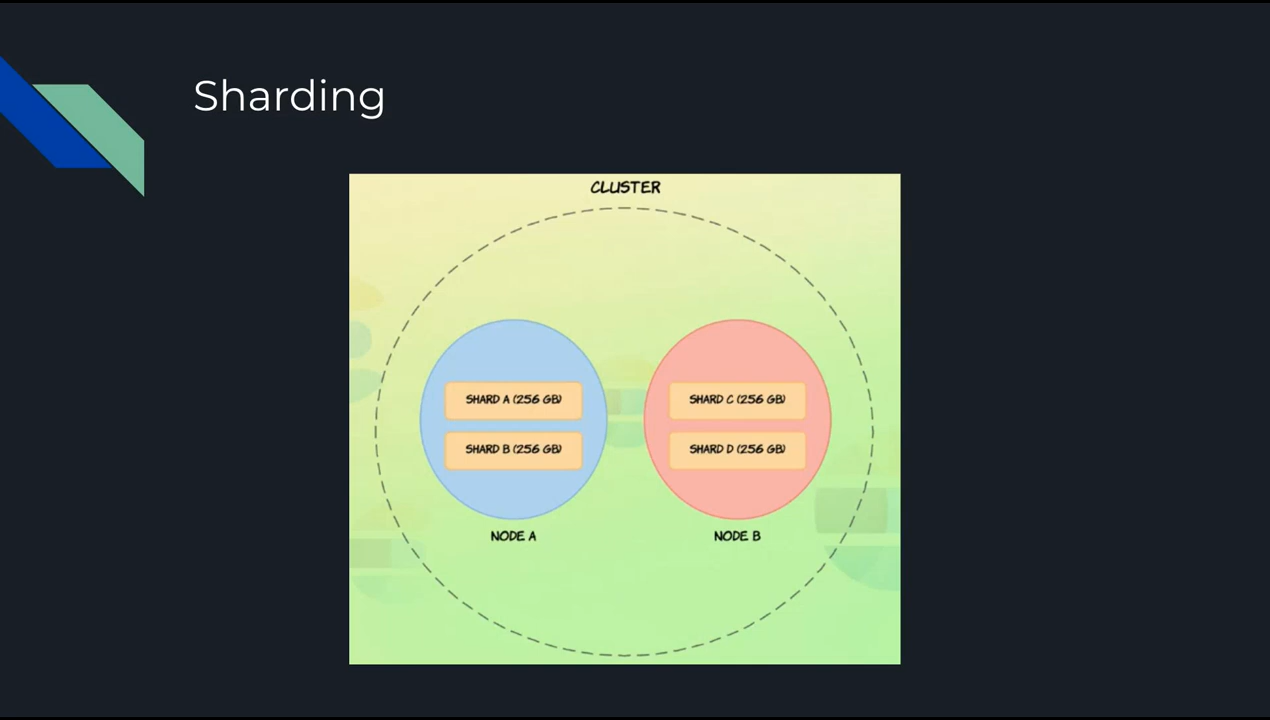 Sharding
CLUSTER
SHARD A (256 GB)
SHARD B (256 GB)
NODE A
SHARD C (256 GB)
SHARD D (256 GB)
NODE B